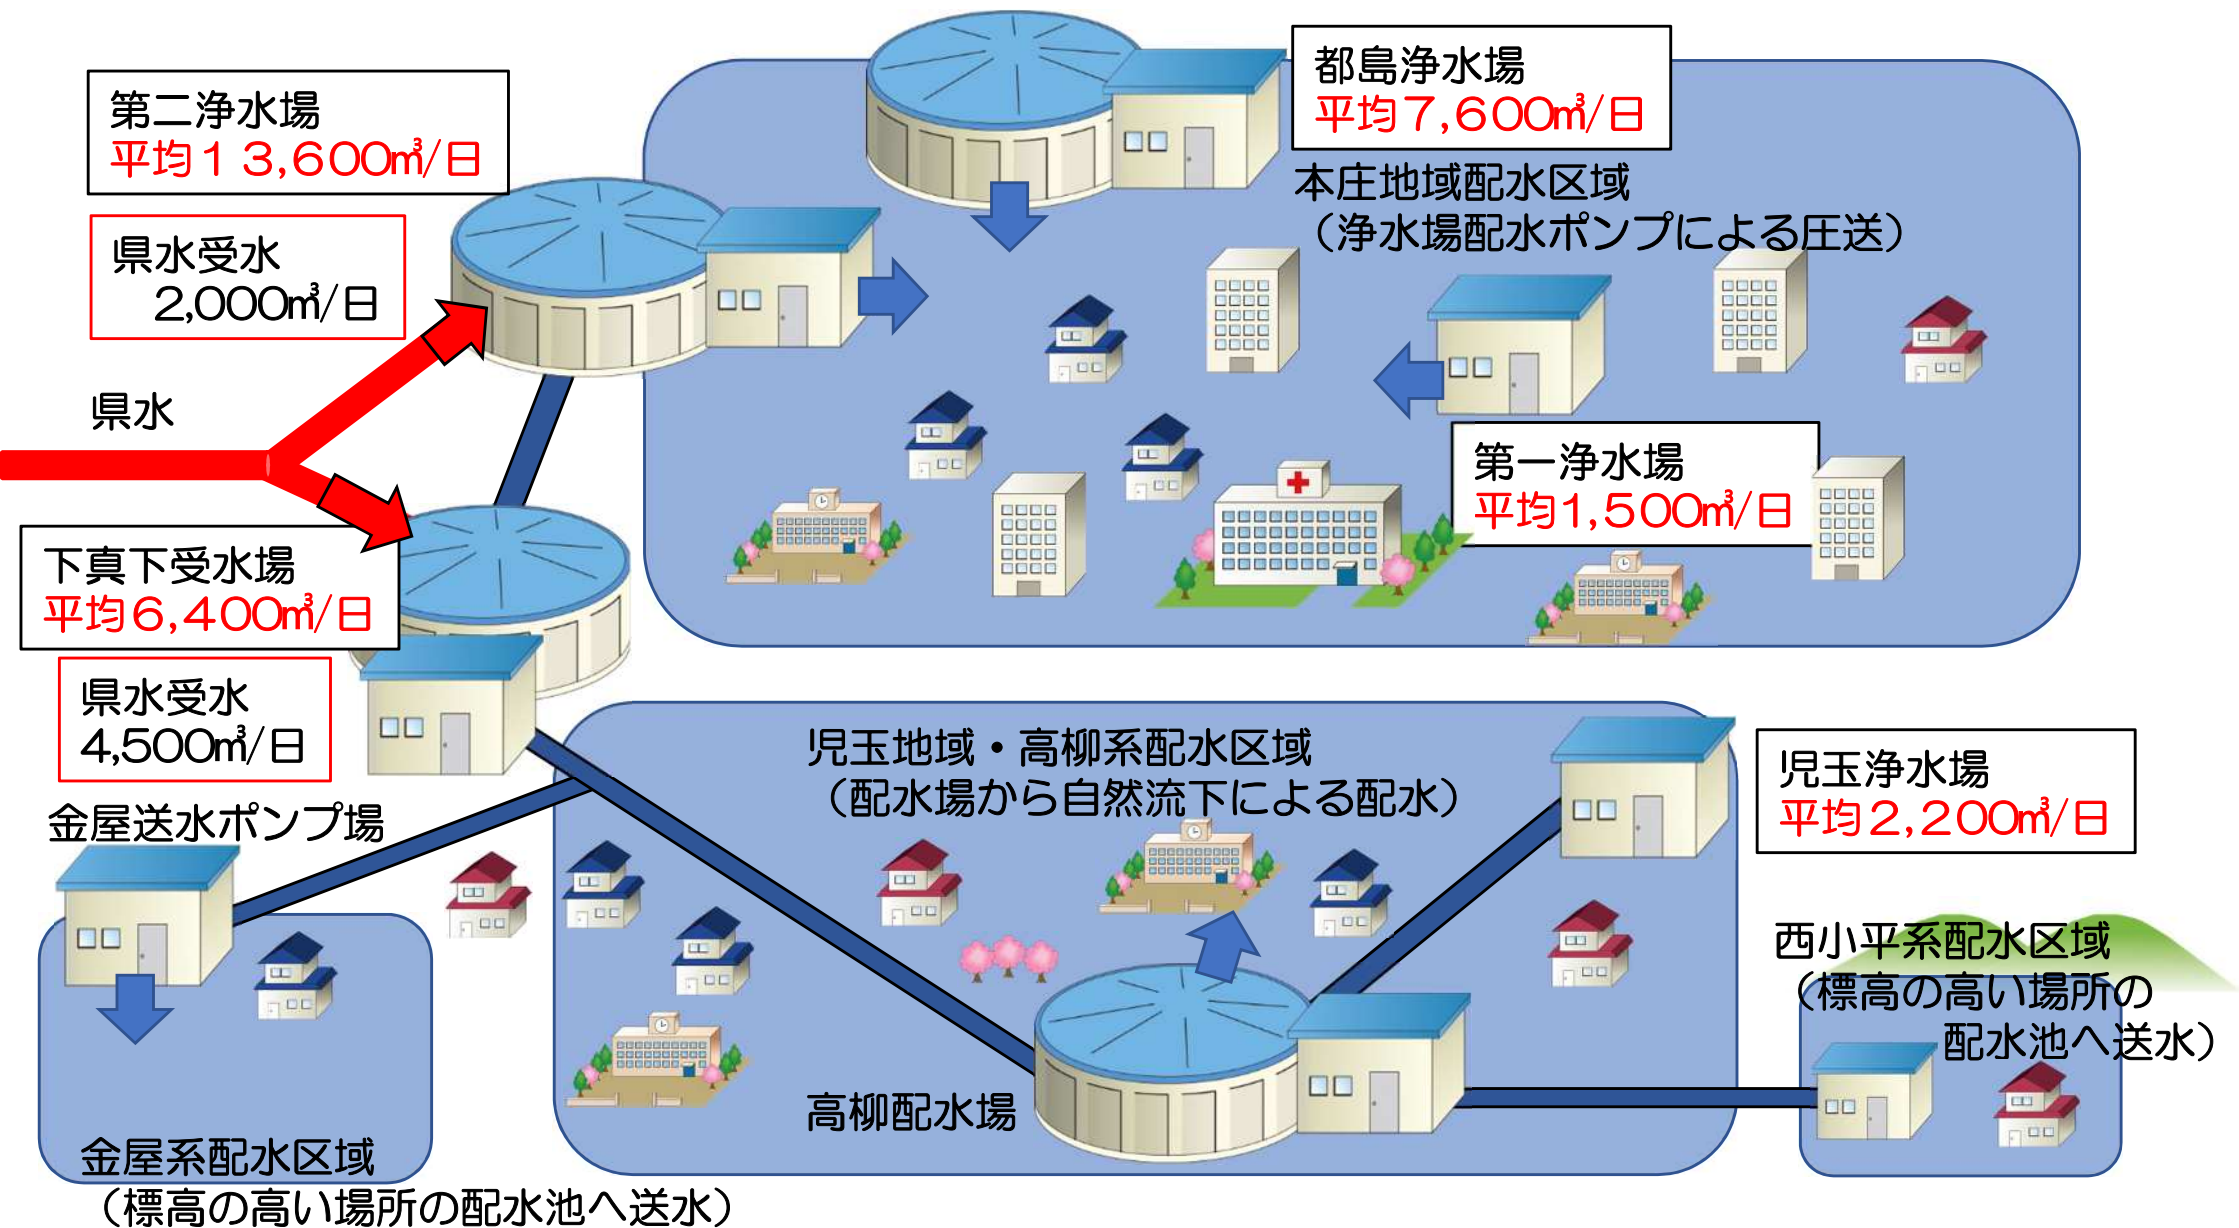 都島浄水場
平均７,６００㎥/日
第二浄水場
平均１３,６００㎥/日
本庄地域配水区域
（浄水場配水ポンプによる圧送）
県水受水
2,000㎥/日
県水
第一浄水場
平均1,５００㎥/日
下真下受水場
平均６,４００㎥/日
県水受水
4,500㎥/日
児玉地域・高柳系配水区域
（配水場から自然流下による配水）
児玉浄水場
平均２,２００㎥/日
金屋送水ポンプ場
西小平系配水区域
（標高の高い場所の
配水池へ送水）
高柳配水場
金屋系配水区域
（標高の高い場所の配水池へ送水）